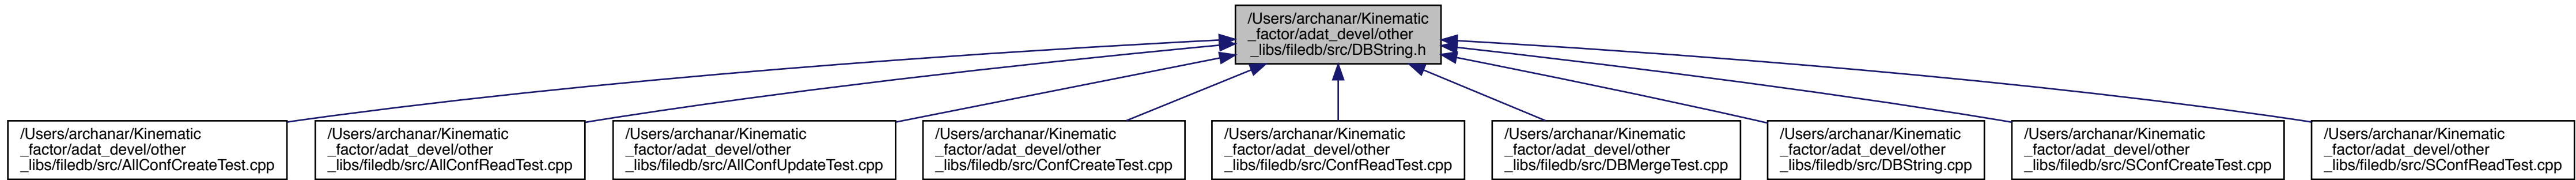 /Users/archanar/Kinematic
_factor/adat_devel/other
_libs/filedb/src/DBString.h
/Users/archanar/Kinematic
_factor/adat_devel/other
_libs/filedb/src/AllConfCreateTest.cpp
/Users/archanar/Kinematic
_factor/adat_devel/other
_libs/filedb/src/AllConfReadTest.cpp
/Users/archanar/Kinematic
_factor/adat_devel/other
_libs/filedb/src/AllConfUpdateTest.cpp
/Users/archanar/Kinematic
_factor/adat_devel/other
_libs/filedb/src/ConfCreateTest.cpp
/Users/archanar/Kinematic
_factor/adat_devel/other
_libs/filedb/src/ConfReadTest.cpp
/Users/archanar/Kinematic
_factor/adat_devel/other
_libs/filedb/src/DBMergeTest.cpp
/Users/archanar/Kinematic
_factor/adat_devel/other
_libs/filedb/src/DBString.cpp
/Users/archanar/Kinematic
_factor/adat_devel/other
_libs/filedb/src/SConfCreateTest.cpp
/Users/archanar/Kinematic
_factor/adat_devel/other
_libs/filedb/src/SConfReadTest.cpp